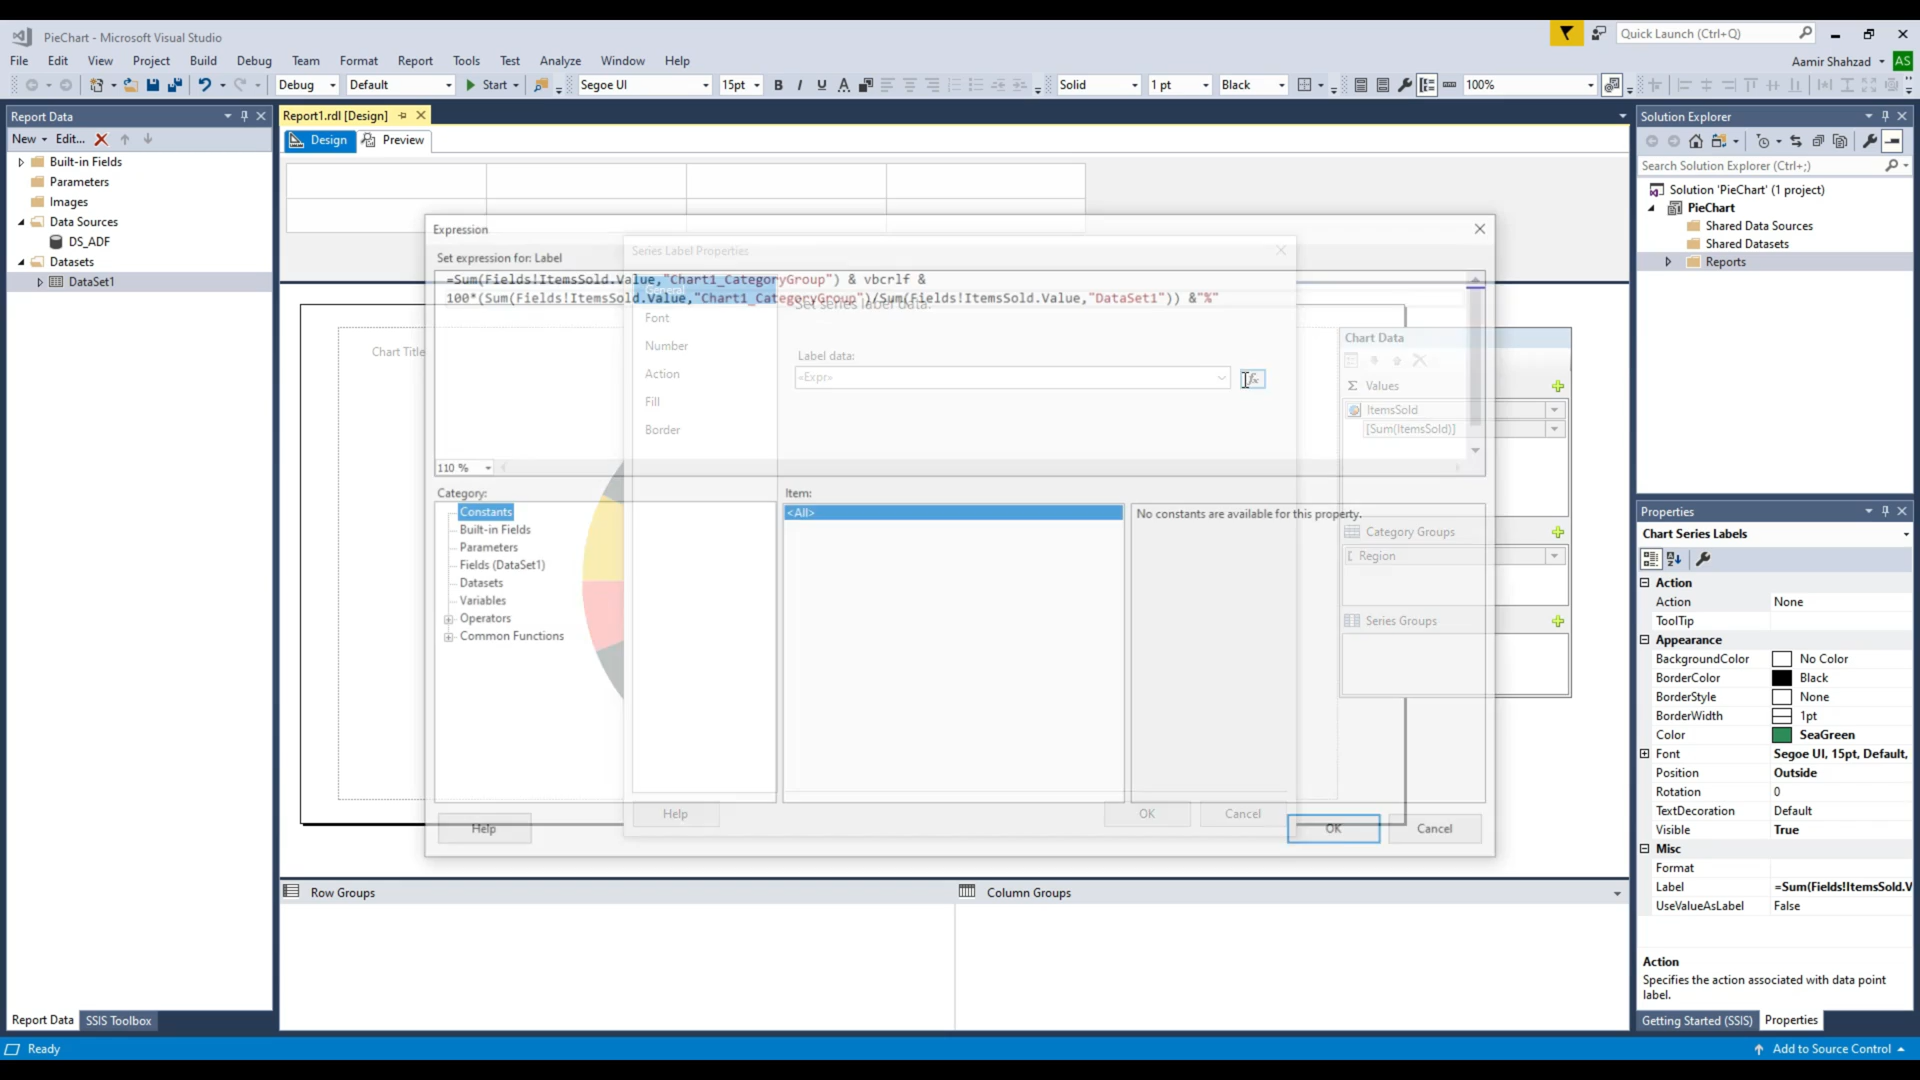 PieChart - Microsoft Visual Studio
Quick Launch (Ctrl+Q)
File Edit View Project Build Debug Team Format Report Tools Test Analyze Window Help
Aamir Shahzad AS
Debug Default Start Segoe UI 15pt B I U A Solid 1 pt Black 100%
Report Data
New Edit...
Built-in Fields
Parameters
Images
Data Sources
DS_ADF
Datasets
DataSet1
Report Data SSIS Toolbox
Report1.rdl [Design]
Design Preview
Chart Title
Expression
Set expression for: Label
=Sum(Fields!ItemsSold.Value,"Chart1_CategoryGroup") & vbcrlf &
100*(Sum(Fields!ItemsSold.Value,"Chart1_CategoryGroup")/Sum(Fields!ItemsSold.Value,"DataSet1")) &"%"
110 %
Category:
Constants
Built-in Fields
Parameters
Fields (DataSet1)
Datasets
Variables
Operators
Common Functions
Item:
<All>
No constants are available for this property.
Help OK Cancel
Series Label Properties
General
Font
Number
Action
Fill
Border
Set series label data.
Label data:
«Expr»
fx
Help OK Cancel
Chart Data
Σ Values
ItemsSold
[Sum(ItemsSold)]
Category Groups
Region
Series Groups
Row Groups
Column Groups
Solution Explorer
Search Solution Explorer (Ctrl+;)
Solution 'PieChart' (1 project)
PieChart
Shared Data Sources
Shared Datasets
Reports
Properties
Chart Series Labels
Action
Action None
ToolTip
Appearance
BackgroundColor No Color
BorderColor Black
BorderStyle None
BorderWidth 1pt
Color SeaGreen
Font Segoe UI, 15pt, Default,
Position Outside
Rotation 0
TextDecoration Default
Visible True
Misc
Format
Label =Sum(Fields!ItemsSold.V
UseValueAsLabel False
Action
Specifies the action associated with data point
label.
Getting Started (SSIS) Properties
Ready
Add to Source Control